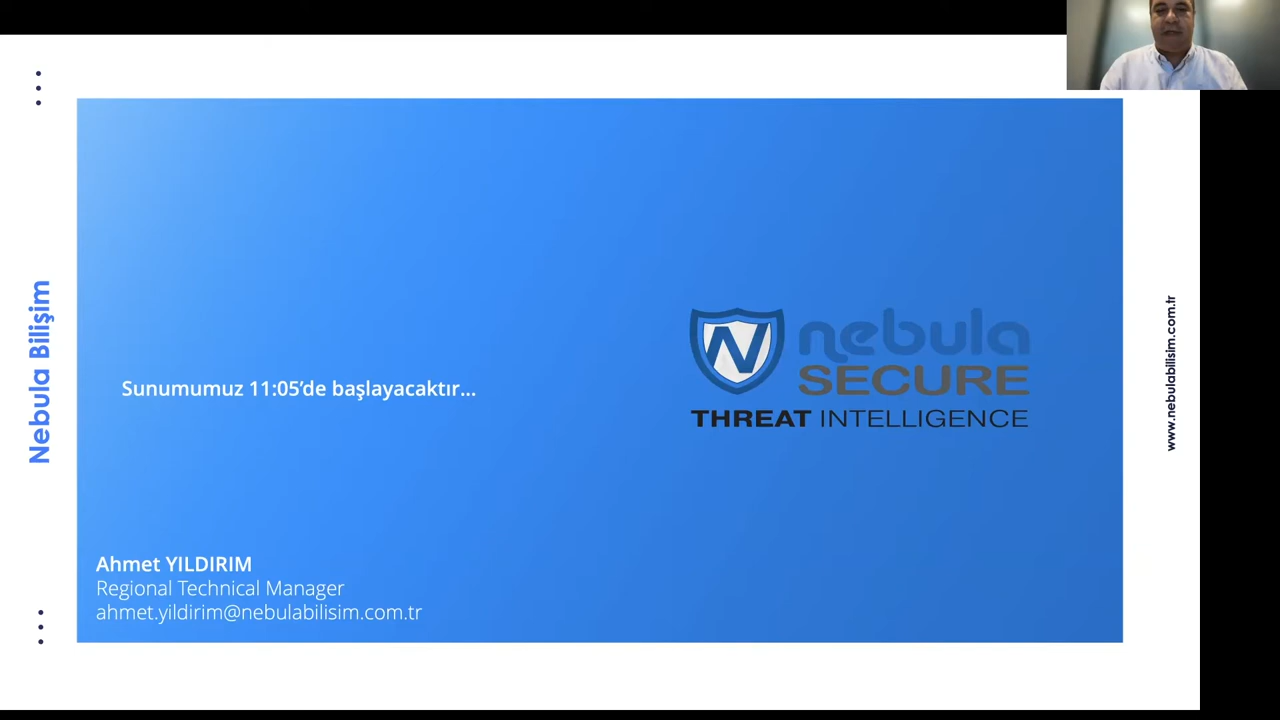 Nebula Bilişim
Sunumumuz 11:05’de başlayacaktır...
nebula
SECURE
THREAT INTELLIGENCE
Ahmet YILDIRIM
Regional Technical Manager
ahmet.yildirim@nebulabilisim.com.tr
www.nebulabilisim.com.tr